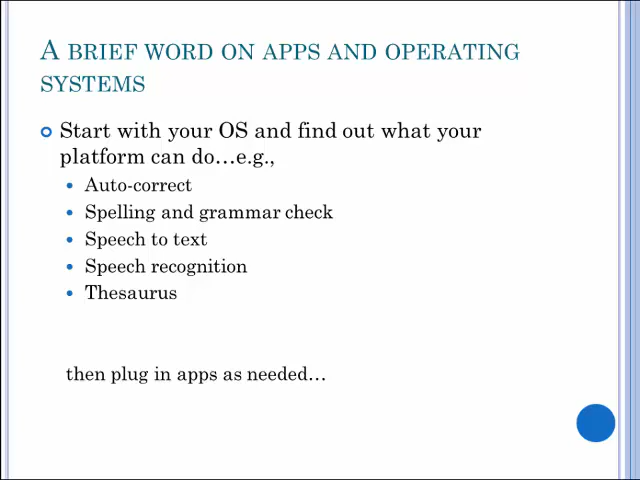 A BRIEF WORD ON APPS AND OPERATING
SYSTEMS
Start with your OS and find out what your
platform can do…e.g.,
Auto-correct
Spelling and grammar check
Speech to text
Speech recognition
Thesaurus
then plug in apps as needed…